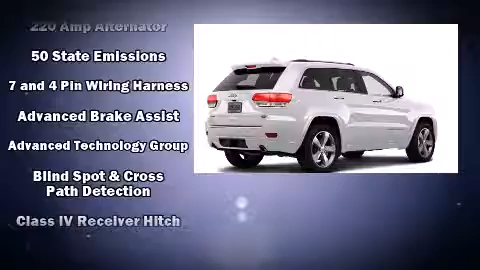 220 Amp Alternator
50 State Emissions
7 and 4 Pin Wiring Harness
Advanced Brake Assist
Advanced Technology Group
Blind Spot & Cross
Path Detection
Class IV Receiver Hitch